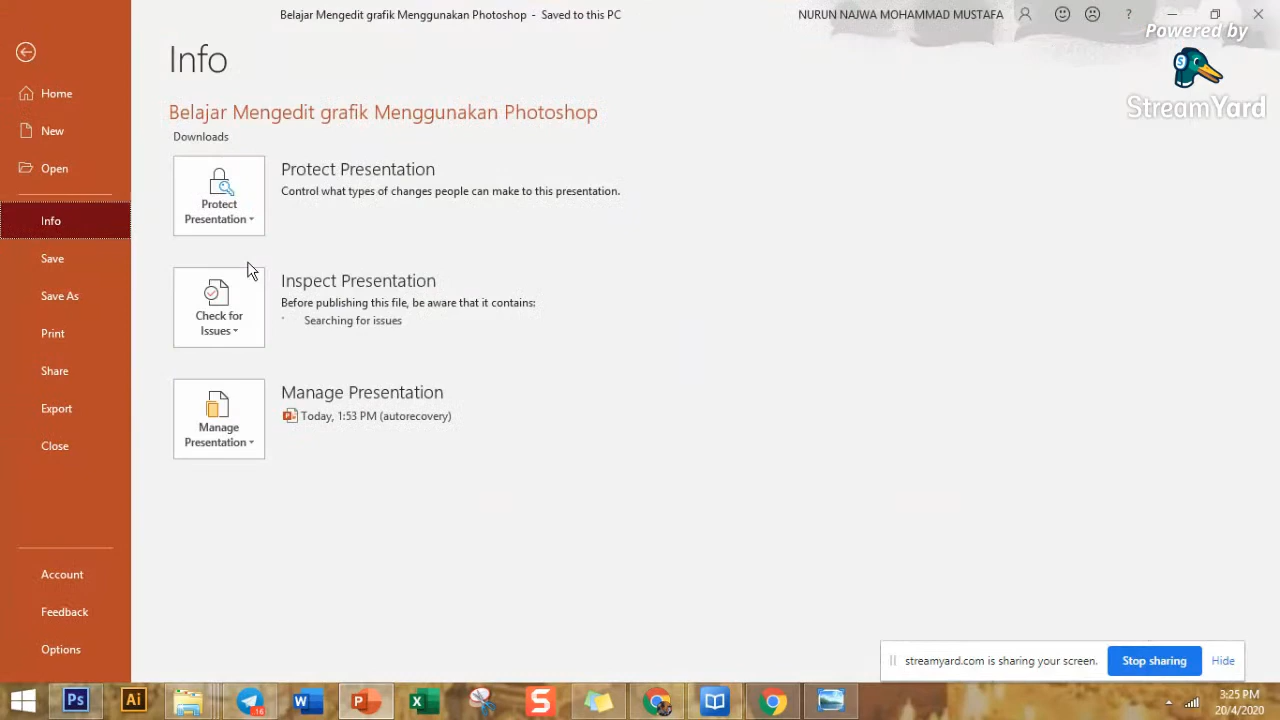 Belajar Mengedit grafik Menggunakan Photoshop - Saved to this PC
NURUN NAJWA MOHAMMAD MUSTAFA
?
Powered by
StreamYard
Info
Home
New
Open
Info
Save
Save As
Print
Share
Export
Close
Account
Feedback
Options
Belajar Mengedit grafik Menggunakan Photoshop
Downloads
Protect
Presentation
Protect Presentation
Control what types of changes people can make to this presentation.
Check for
Issues
Inspect Presentation
Before publishing this file, be aware that it contains:
Searching for issues
Manage
Presentation
Manage Presentation
Today, 1:53 PM (autorecovery)
streamyard.com is sharing your screen.
Stop sharing
Hide
Ps
Ai
16
W
P
X
S
3:25 PM
20/4/2020